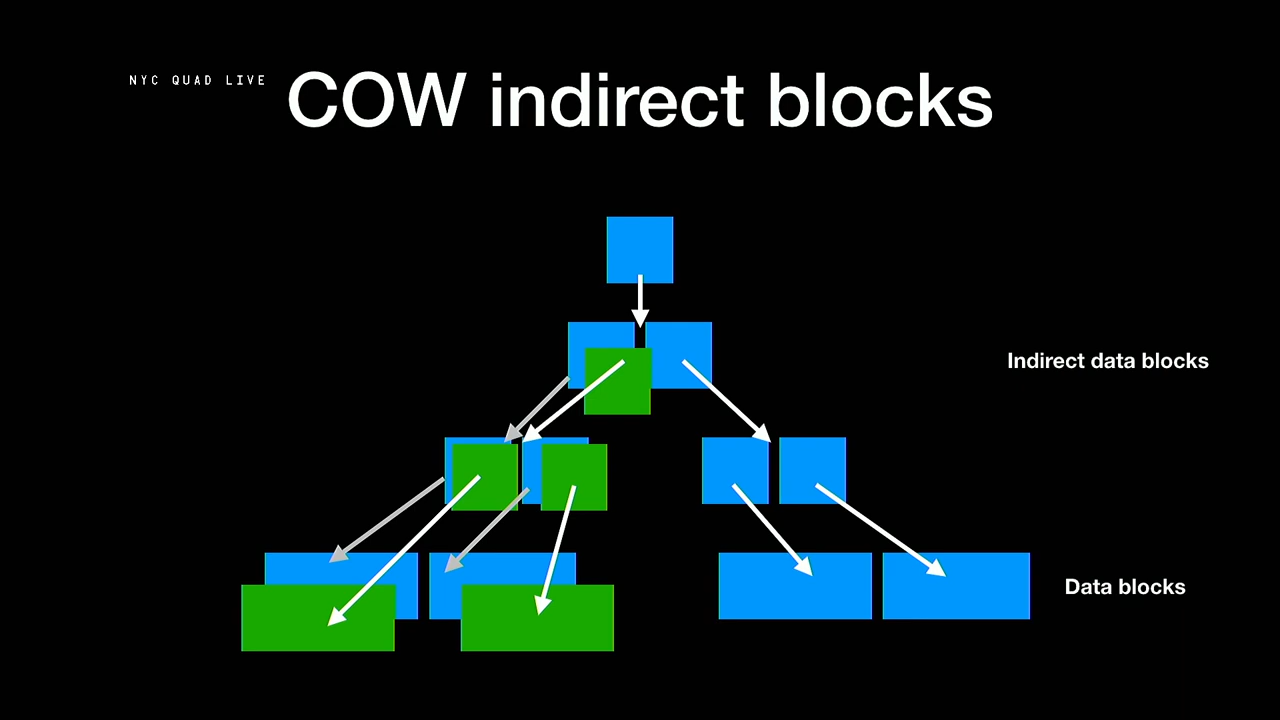 NYC QUAD LIVE
COW indirect blocks
Indirect data blocks
Data blocks